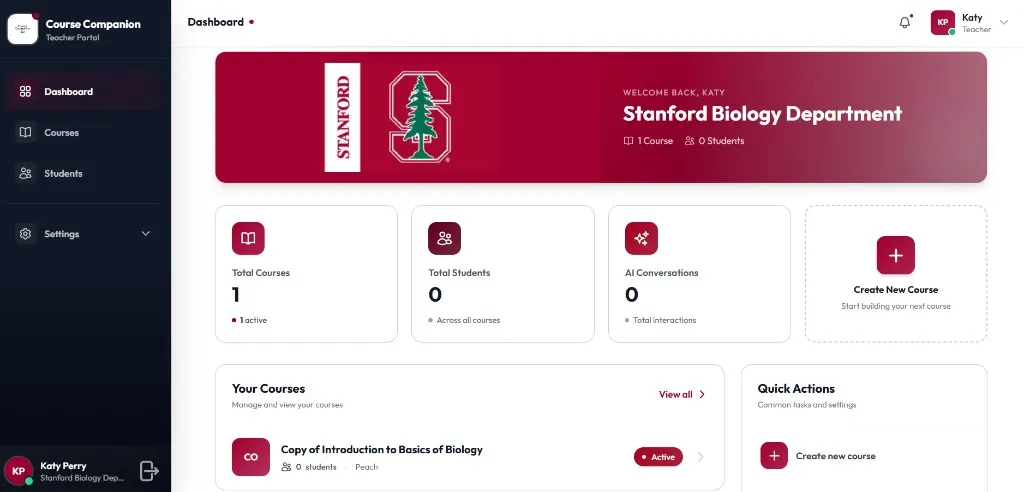 Course Companion
Teacher Portal
Dashboard
Courses
Students
Settings
KP
Katy Perry
Stanford Biology Dep...
Dashboard
KP
Katy
Teacher
STANFORD
S
®
WELCOME BACK, KATY
Stanford Biology Department
1 Course
0 Students
Total Courses
1
1 active
Total Students
0
Across all courses
AI Conversations
0
Total interactions
Create New Course
Start building your next course
Your Courses
Manage and view your courses
View all
CO
Copy of Introduction to Basics of Biology
0 students · Peach
Active
Quick Actions
Common tasks and settings
Create new course